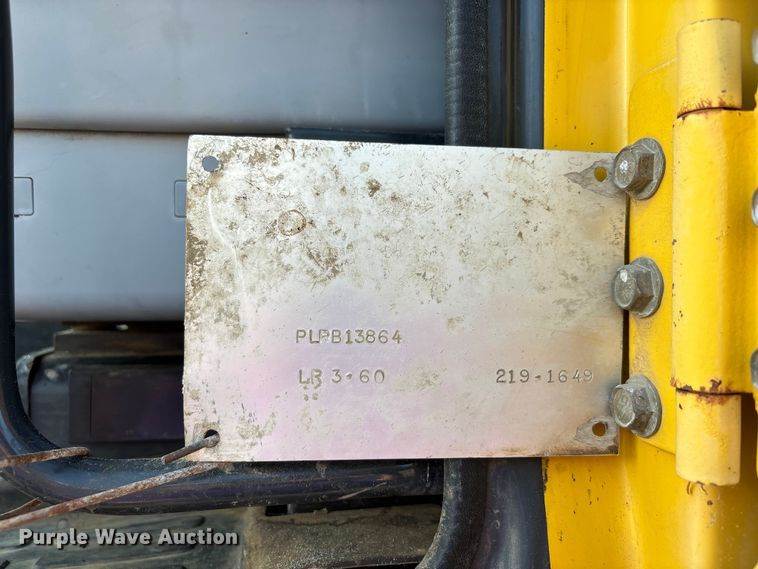 PLPB13864
LR 3-60 219-1649
Purple Wave Auction